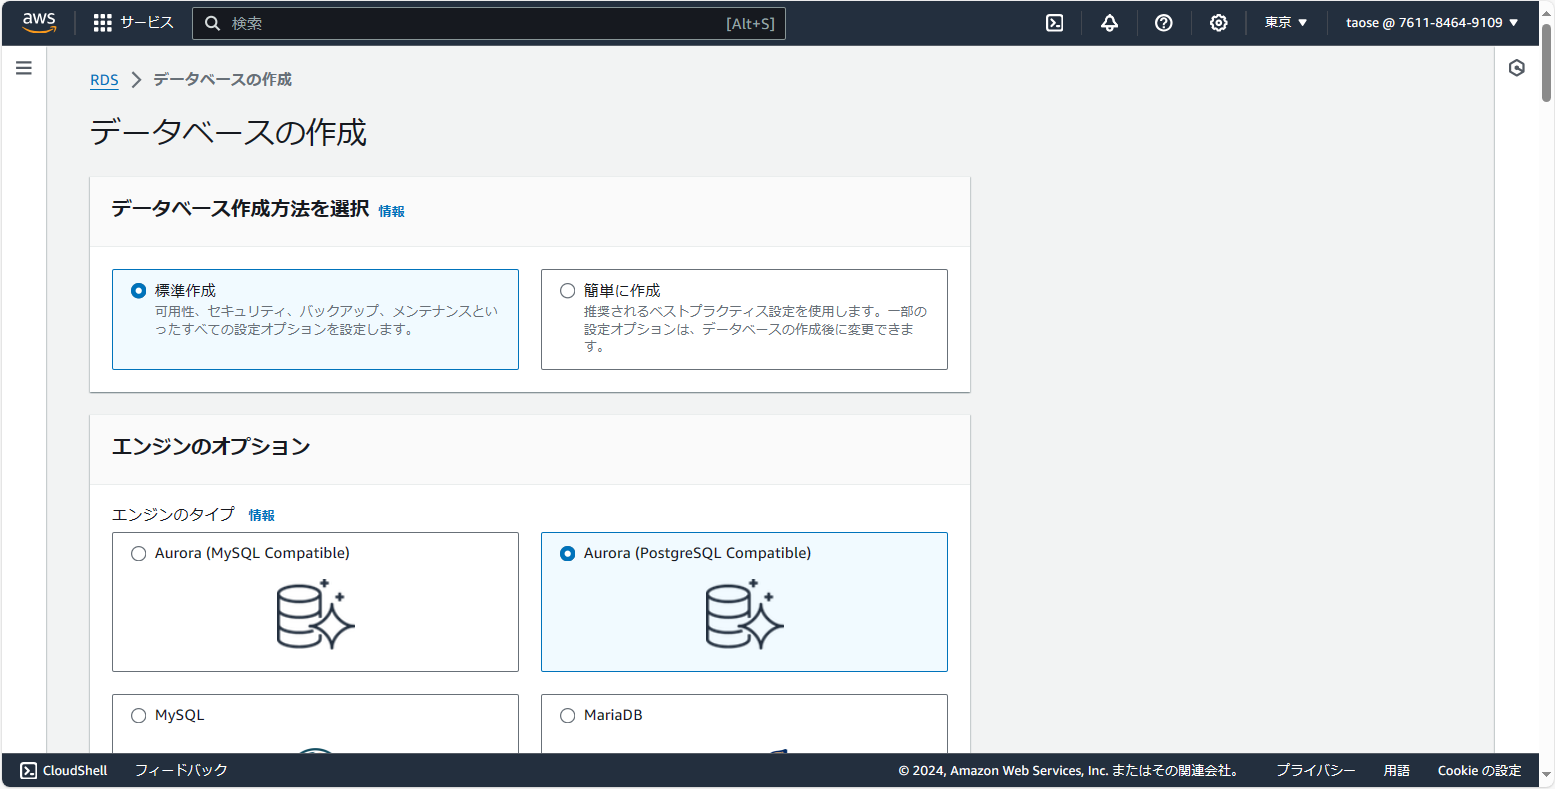 aws サービス 検索 [Alt+S] 東京 ▼ taose @ 7611-8464-9109 ▼
RDS > データベースの作成
データベースの作成
データベース作成方法を選択 情報
標準作成
可用性、セキュリティ、バックアップ、メンテナンスとい
ったすべての設定オプションを設定します。
簡単に作成
推奨されるベストプラクティス設定を使用します。一部の
設定オプションは、データベースの作成後に変更できま
す。
エンジンのオプション
エンジンのタイプ 情報
Aurora (MySQL Compatible)
Aurora (PostgreSQL Compatible)
MySQL
MariaDB
CloudShell フィードバック © 2024, Amazon Web Services, Inc. またはその関連会社。 プライバシー 用語 Cookie の設定